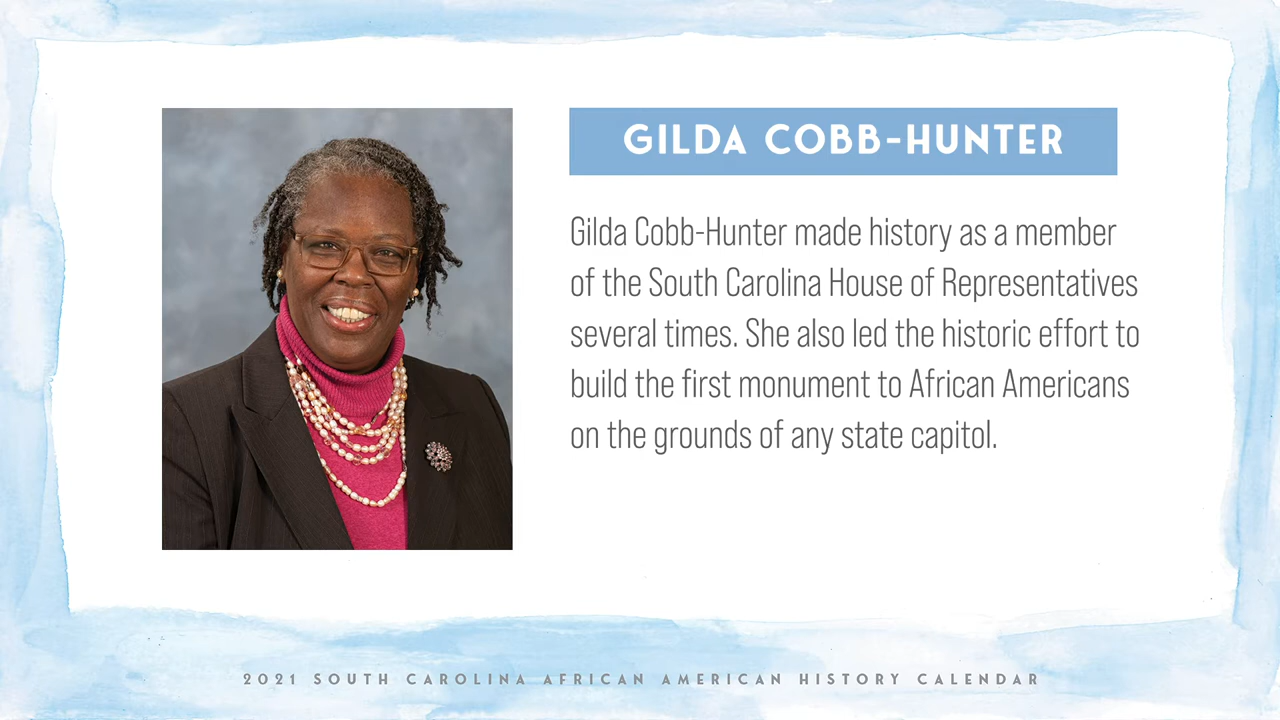 GILDA COBB-HUNTER
Gilda Cobb-Hunter made history as a member
of the South Carolina House of Representatives
several times. She also led the historic effort to
build the first monument to African Americans
on the grounds of any state capitol.
2021 SOUTH CAROLINA AFRICAN AMERICAN HISTORY CALENDAR